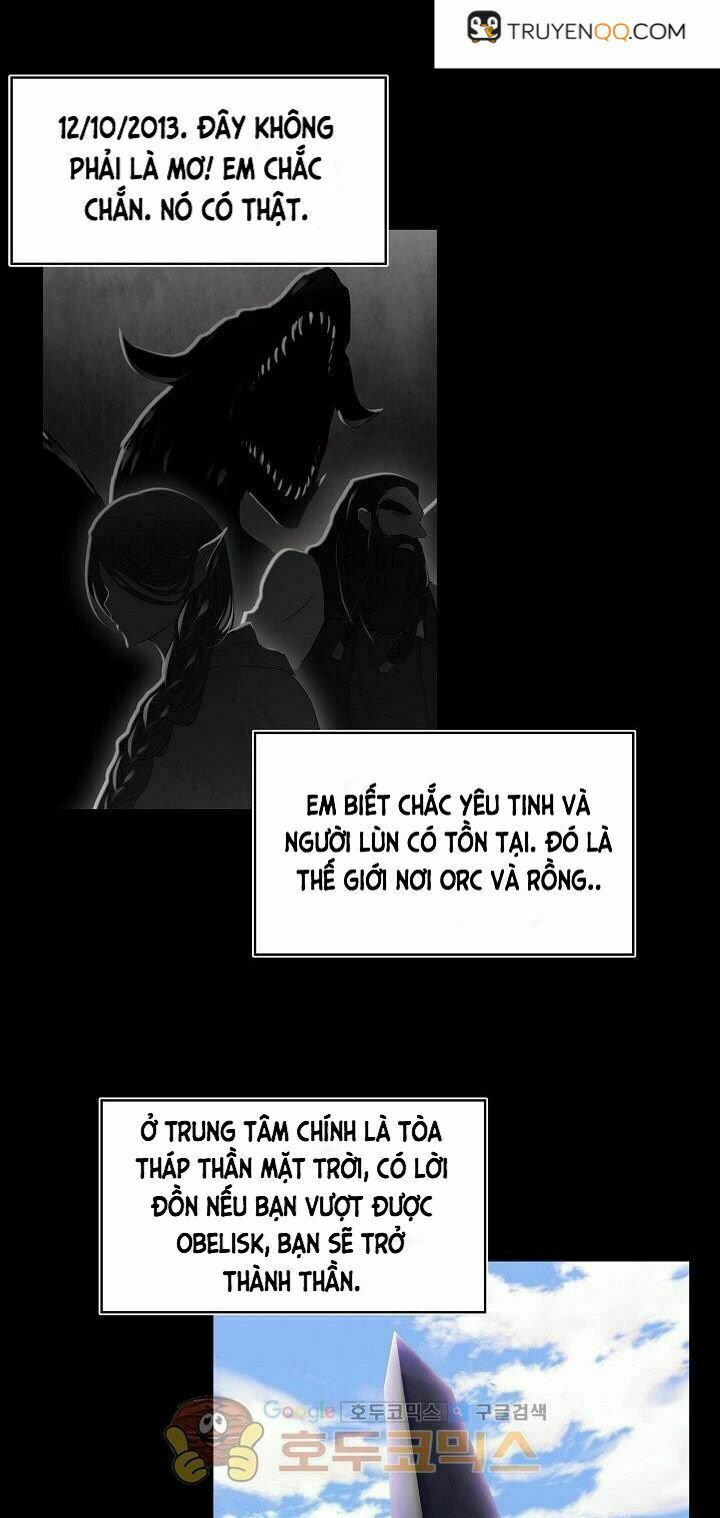 TRUYENQQ.COM
12/10/2013. ĐÂY KHÔNG
PHẢI LÀ MƠ! EM CHẮC
CHẮN. NÓ CÓ THẬT.
EM BIẾT CHẮC YÊU TINH VÀ
NGƯỜI LÙN CÓ TỒN TẠI. ĐÓ LÀ
THẾ GIỚI NƠI ORC VÀ RỒNG..
Ở TRUNG TÂM CHÍNH LÀ TÒA
THÁP THẦN MẶT TRỜI, CÓ LỜI
ĐỒN NẾU BẠN VƯỢT ĐƯỢC
OBELISK, BẠN SẼ TRỞ
THÀNH THẦN.
Google 호두코믹스 구글검색
호두코믹스